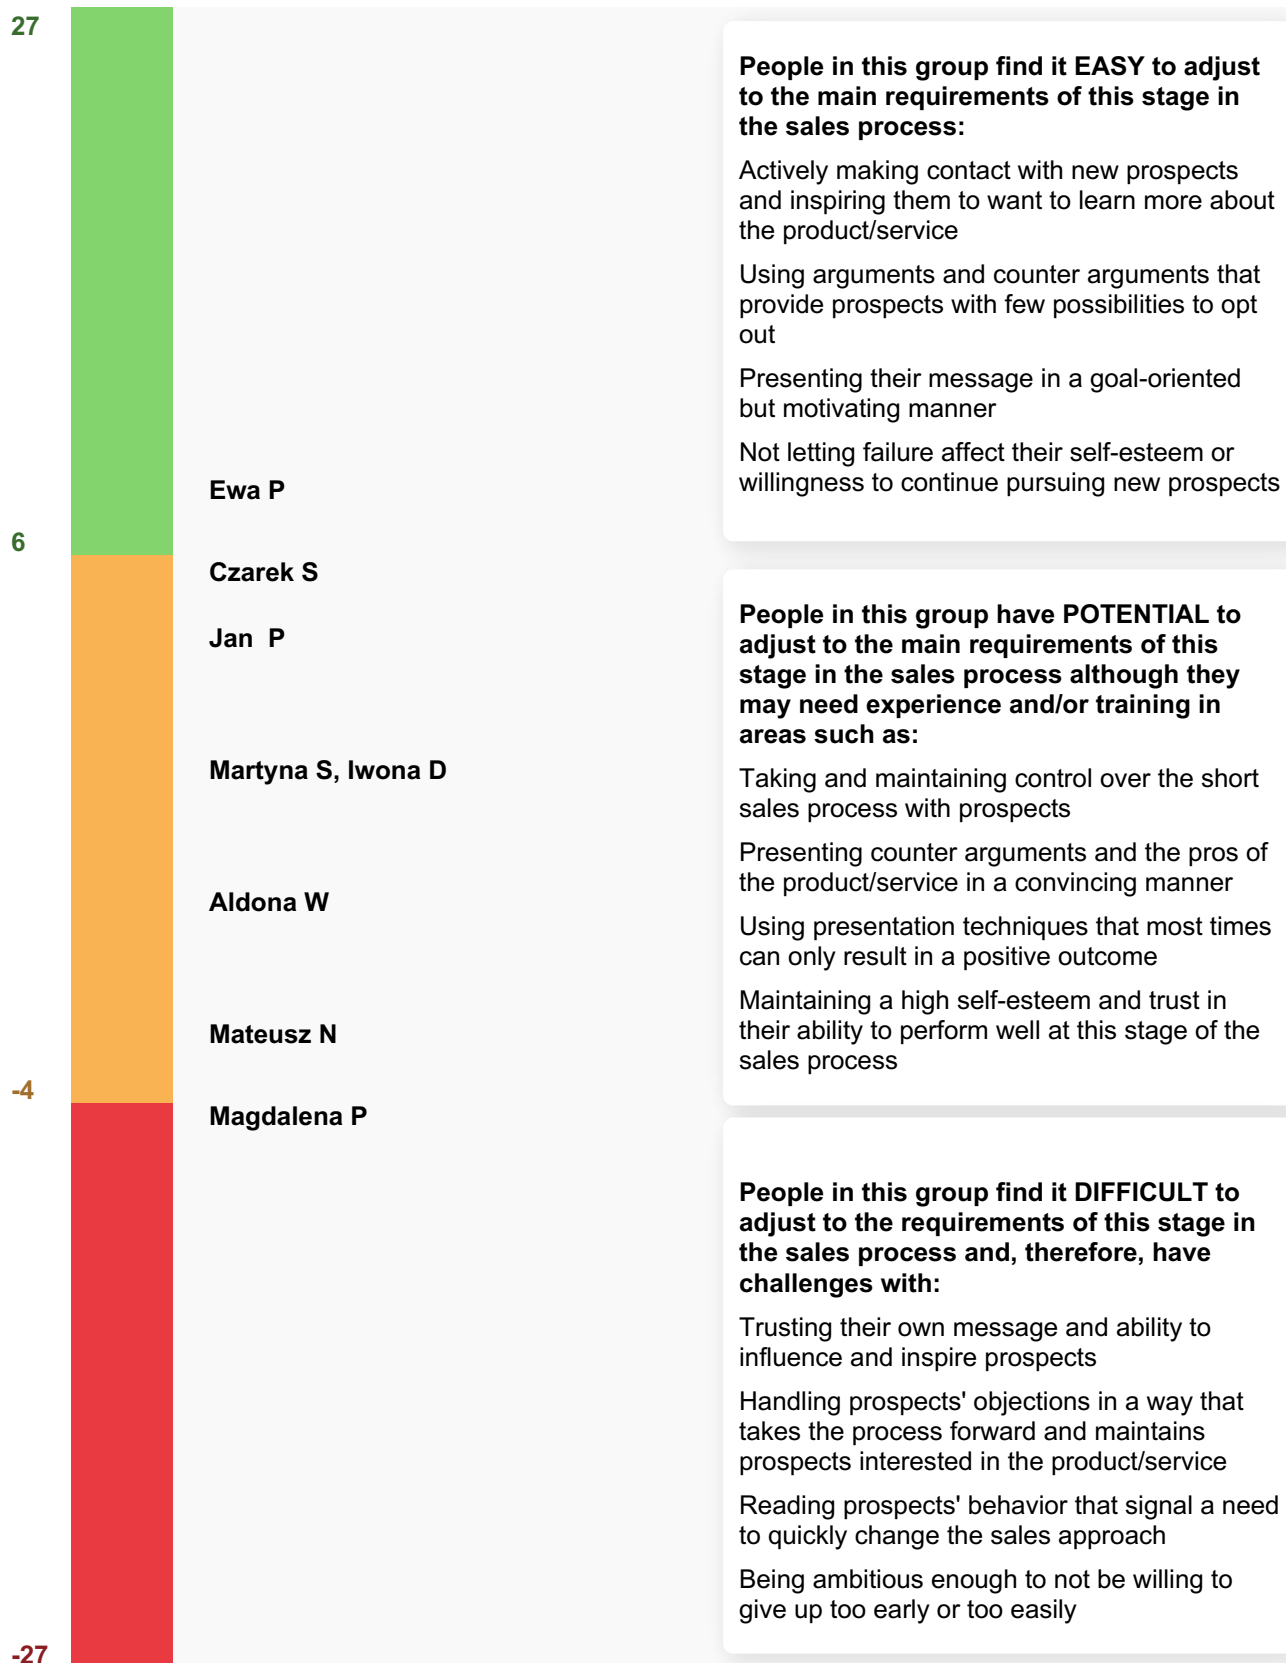 27
People in this group find it EASY to adjust
to the main requirements of this stage in
the sales process:
Actively making contact with new prospects
and inspiring them to want to learn more about
the product/service
Using arguments and counter arguments that
provide prospects with few possibilities to opt
out
Presenting their message in a goal-oriented
but motivating manner
Not letting failure affect their self-esteem or
willingness to continue pursuing new prospects
Ewa P
6
Czarek S
Jan  P
Martyna S, Iwona D
Aldona W
Mateusz N
People in this group have POTENTIAL to
adjust to the main requirements of this
stage in the sales process although they
may need experience and/or training in
areas such as:
Taking and maintaining control over the short
sales process with prospects
Presenting counter arguments and the pros of
the product/service in a convincing manner
Using presentation techniques that most times
can only result in a positive outcome
Maintaining a high self-esteem and trust in
their ability to perform well at this stage of the
sales process
-4
Magdalena P
People in this group find it DIFFICULT to
adjust to the requirements of this stage in
the sales process and, therefore, have
challenges with:
Trusting their own message and ability to
influence and inspire prospects
Handling prospects' objections in a way that
takes the process forward and maintains
prospects interested in the product/service
Reading prospects' behavior that signal a need
to quickly change the sales approach
Being ambitious enough to not be willing to
give up too early or too easily
-27